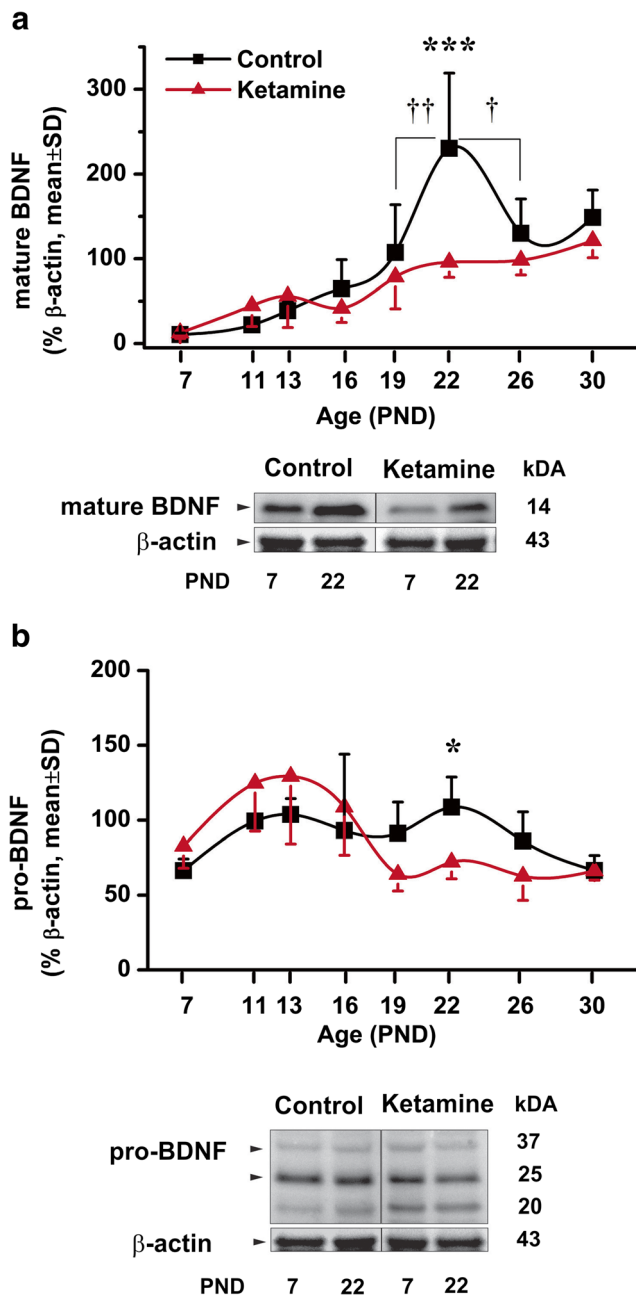 a
Control
Ketamine
***
††
†
mature BDNF
(% β-actin, mean±SD)
300
200
100
0
7 11 13 16 19 22 26 30
Age (PND)
Control Ketamine kDA
mature BDNF 14
β-actin 43
PND 7 22 7 22
b
pro-BDNF
(% β-actin, mean±SD)
200
150
100
50
0
*
7 11 13 16 19 22 26 30
Age (PND)
Control Ketamine kDA
pro-BDNF 37
25
20
β-actin 43
PND 7 22 7 22